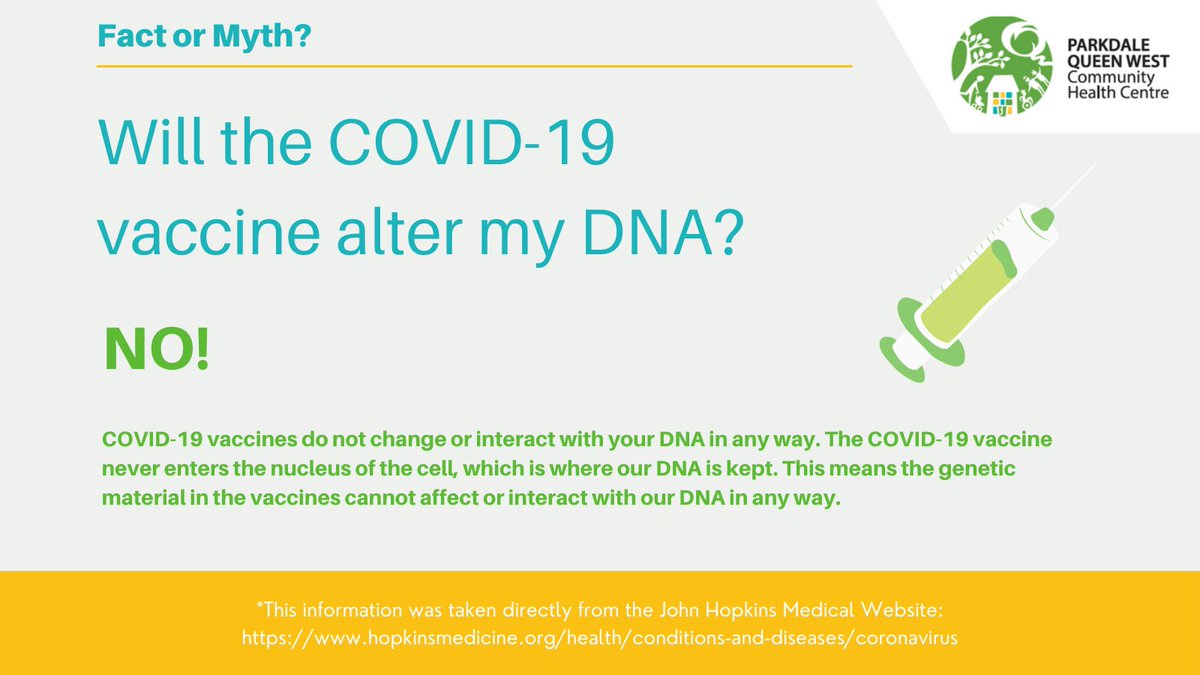 Fact or Myth?
PARKDALE
QUEEN WEST
Community
Health Centre
Will the COVID-19
vaccine alter my DNA?
NO!
COVID-19 vaccines do not change or interact with your DNA in any way. The COVID-19 vaccine
never enters the nucleus of the cell, which is where our DNA is kept. This means the genetic
material in the vaccines cannot affect or interact with our DNA in any way.
*This information was taken directly from the John Hopkins Medical Website:
https://www.hopkinsmedicine.org/health/conditions-and-diseases/coronavirus